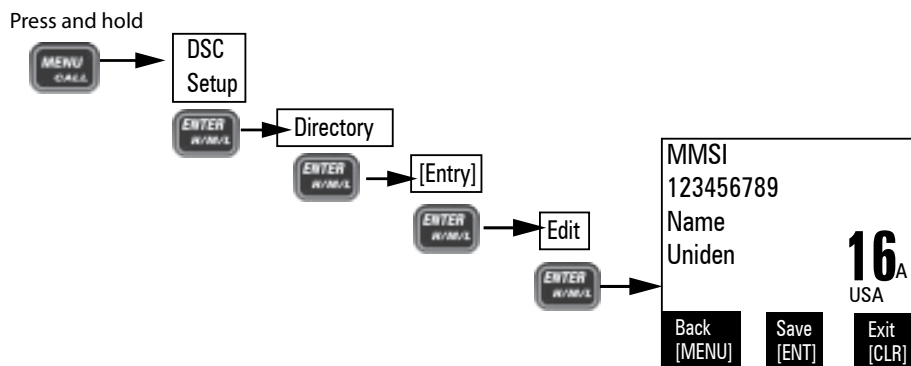 Press and hold
MENU
CALL
DSC
Setup
ENTER
H/M/L
Directory
ENTER
H/M/L
[Entry]
ENTER
H/M/L
Edit
ENTER
H/M/L
MMSI
123456789
Name
Uniden
16A
USA
Back
[MENU]
Save
[ENT]
Exit
[CLR]